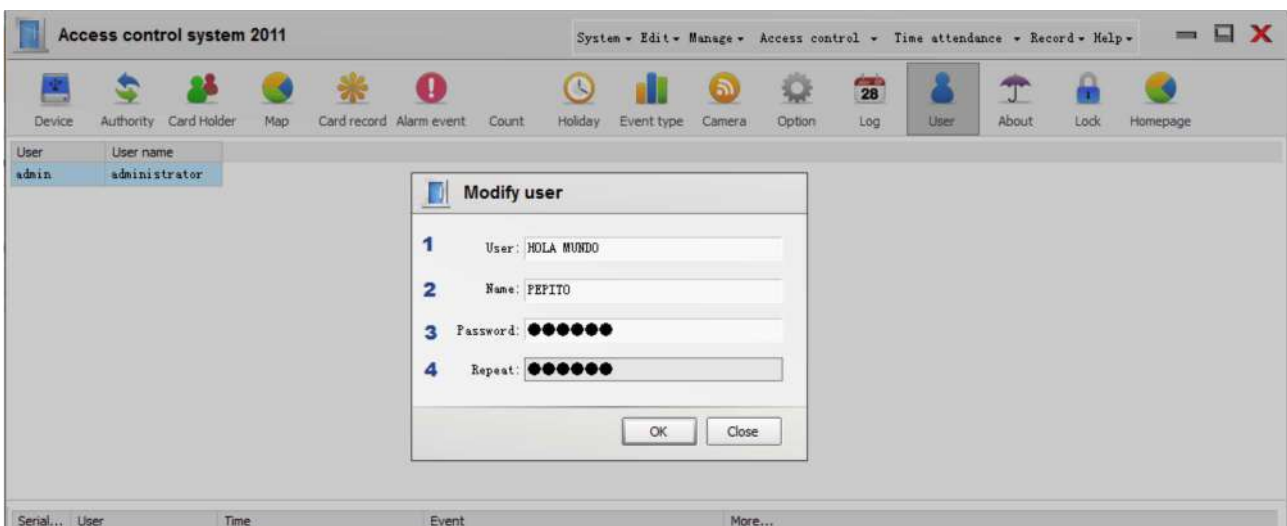 Access control system 2011
System Edit Manage Access control Time attendance Record Help
Device Authority Card Holder Map Card record Alarm event Count Holiday Event type Camera Option 28 Log User About Lock Homepage
User User name
admin administrator
Modify user
1 User: HOLA MUNDO
2 Name: PEPITO
3 Password: ●●●●●●
4 Repeat: ●●●●●●
OK Close
Serial... User Time Event More...